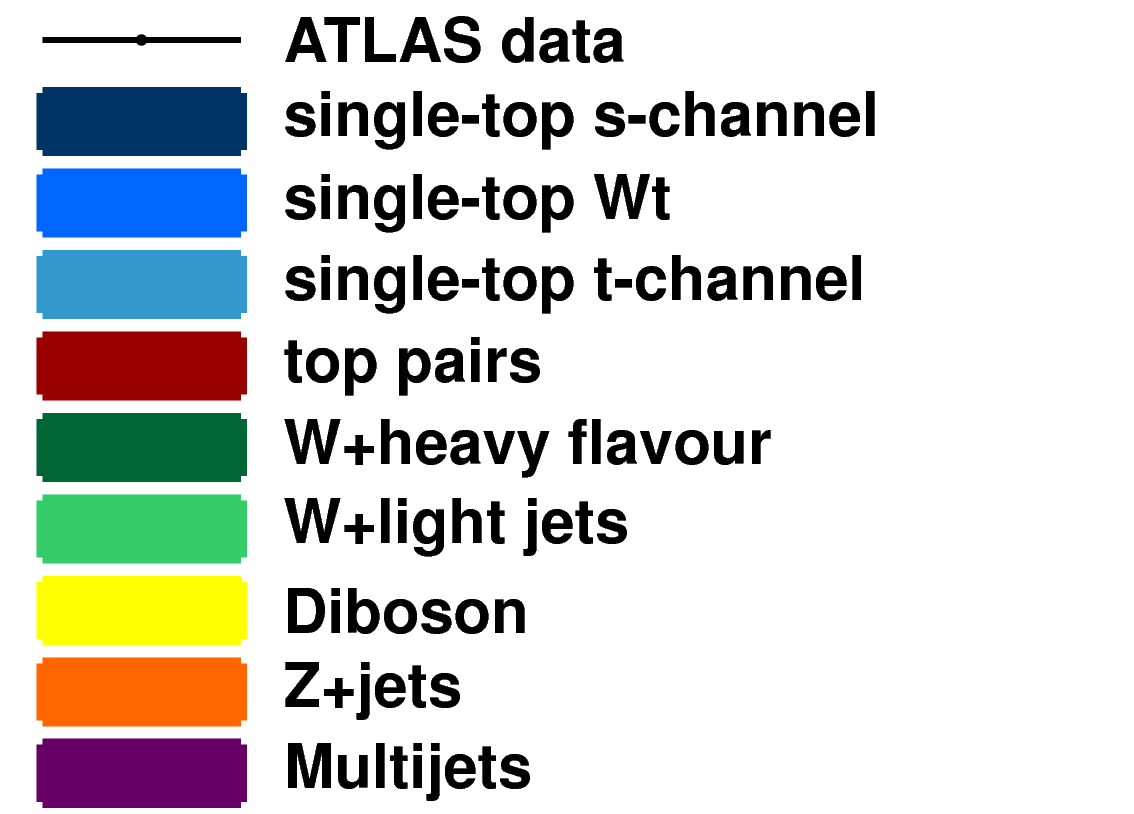 ATLAS data
single-top s-channel
single-top Wt
single-top t-channel
top pairs
W+heavy flavour
W+light jets
Diboson
Z+jets
Multijets